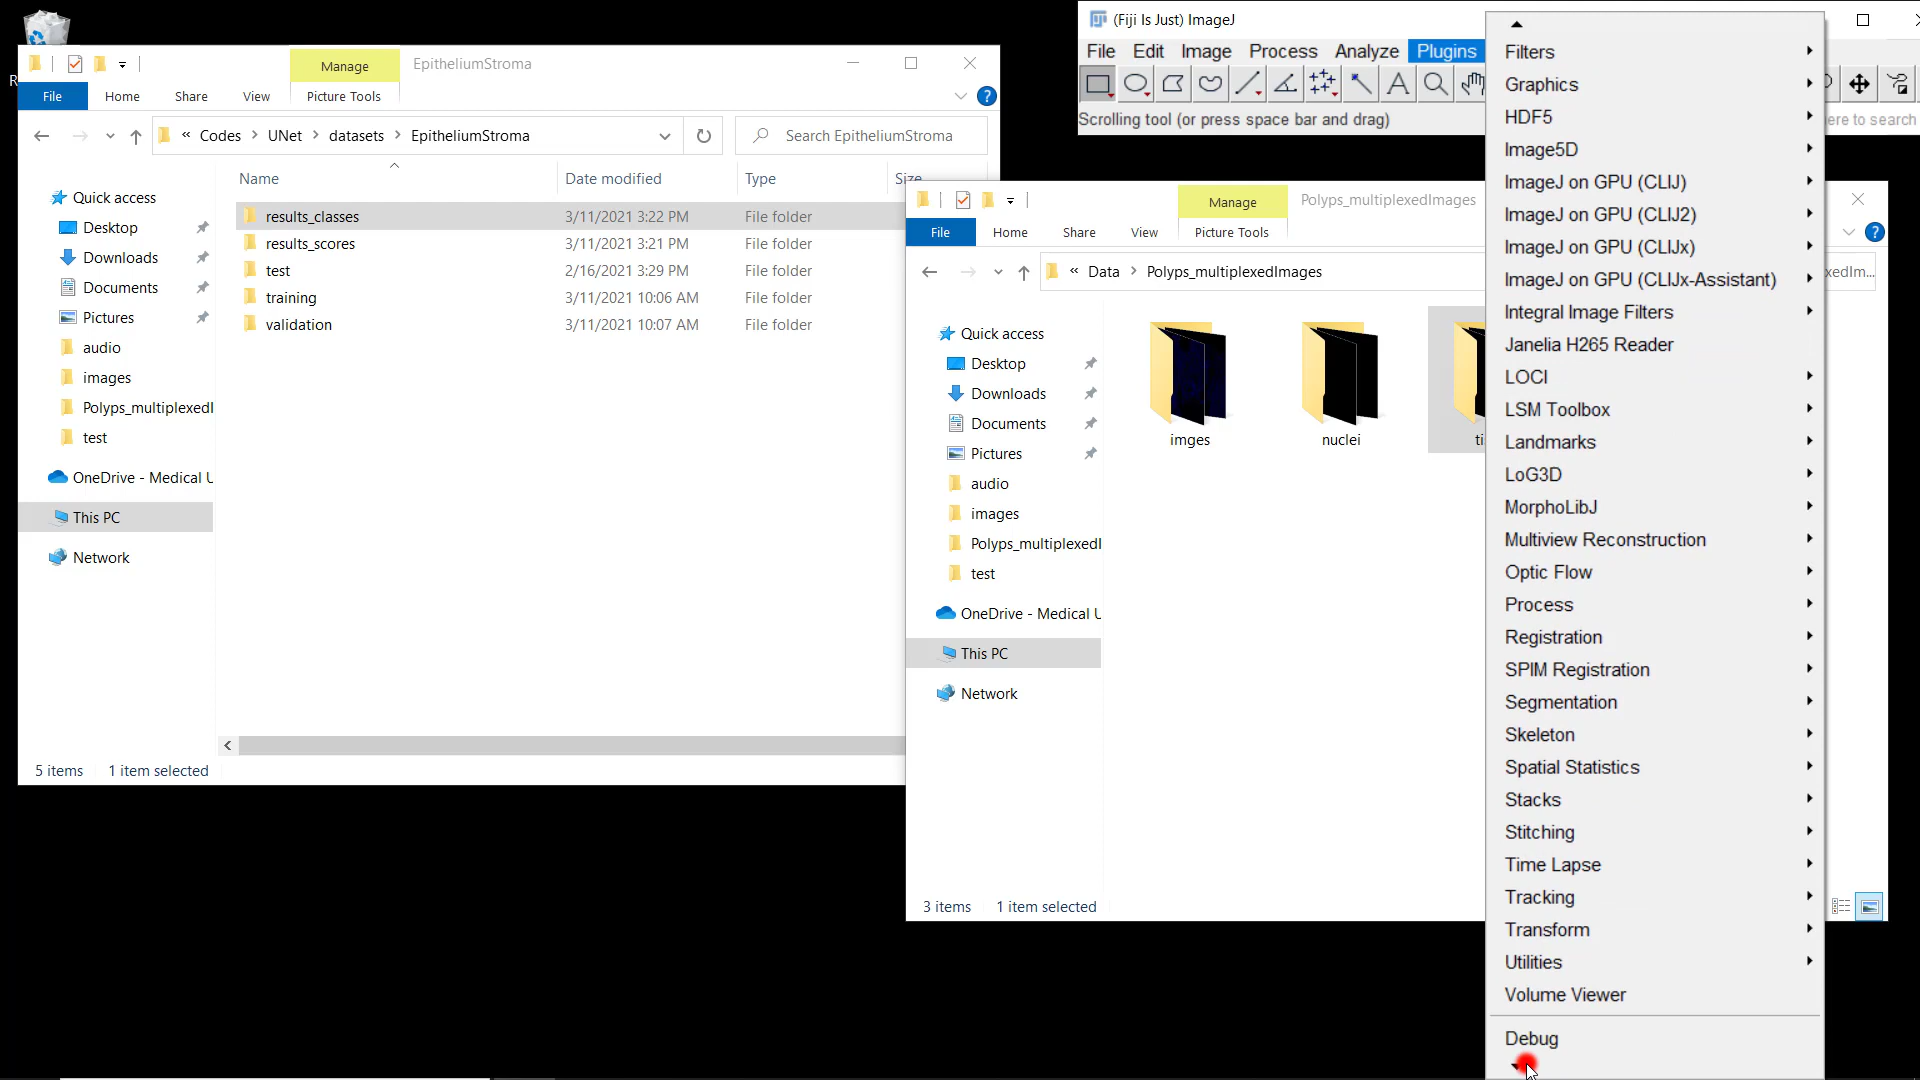 R
Manage
EpitheliumStroma
File
Home
Share
View
Picture Tools
« Codes > UNet > datasets > EpitheliumStroma
Search EpitheliumStroma
Name
Date modified
Type
Size
Quick access
Desktop
Downloads
Documents
Pictures
audio
images
Polyps_multiplexedI
test
OneDrive - Medical U
This PC
Network
results_classes 3/11/2021 3:22 PM File folder
results_scores 3/11/2021 3:21 PM File folder
test 2/16/2021 3:29 PM File folder
training 3/11/2021 10:06 AM File folder
validation 3/11/2021 10:07 AM File folder
5 items 1 item selected
(Fiji Is Just) ImageJ
File Edit Image Process Analyze Plugins
Scrolling tool (or press space bar and drag)
ere to search
Manage
Polyps_multiplexedImages
File
Home
Share
View
Picture Tools
« Data > Polyps_multiplexedImages
xedIm...
Quick access
Desktop
Downloads
Documents
Pictures
audio
images
Polyps_multiplexedI
test
OneDrive - Medical U
This PC
Network
imges
nuclei
ti
3 items 1 item selected
Filters
Graphics
HDF5
Image5D
ImageJ on GPU (CLIJ)
ImageJ on GPU (CLIJ2)
ImageJ on GPU (CLIJx)
ImageJ on GPU (CLIJx-Assistant)
Integral Image Filters
Janelia H265 Reader
LOCI
LSM Toolbox
Landmarks
LoG3D
MorphoLibJ
Multiview Reconstruction
Optic Flow
Process
Registration
SPIM Registration
Segmentation
Skeleton
Spatial Statistics
Stacks
Stitching
Time Lapse
Tracking
Transform
Utilities
Volume Viewer
Debug